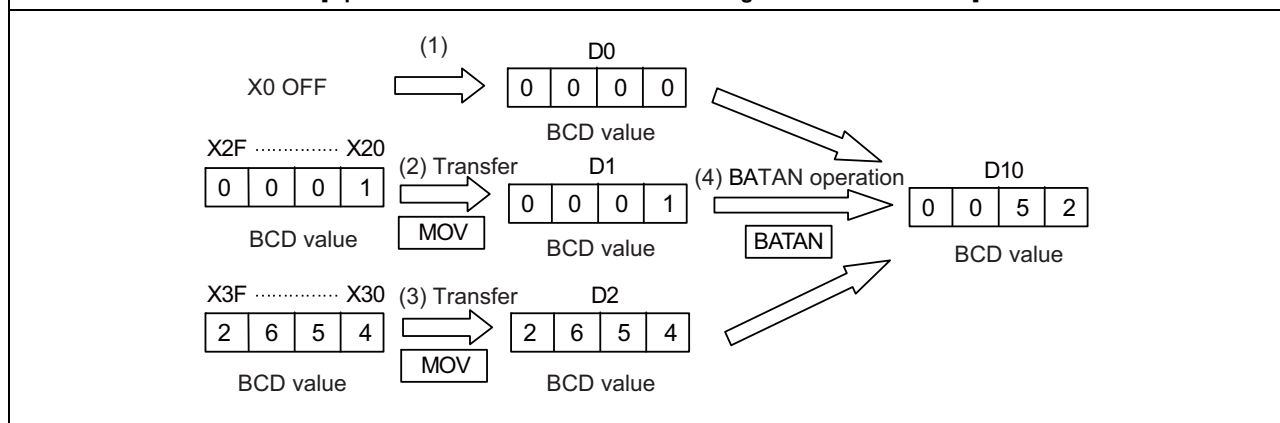 (1)
D0
X0 OFF
0 0 0 0
BCD value
X2F ............... X20
(2) Transfer
D1
(4) BATAN operation
D10
0 0 0 1
0 0 0 1
0 0 5 2
MOV
BATAN
BCD value
BCD value
BCD value
X3F ............... X30
(3) Transfer
D2
2 6 5 4
2 6 5 4
MOV
BCD value
BCD value